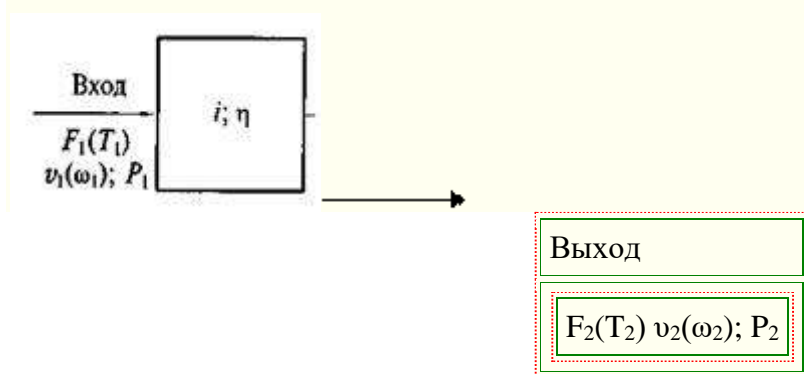 Вход
i; η
F₁(T₁)
υ₁(ω₁); P₁
Выход
F₂(T₂) υ₂(ω₂); P₂